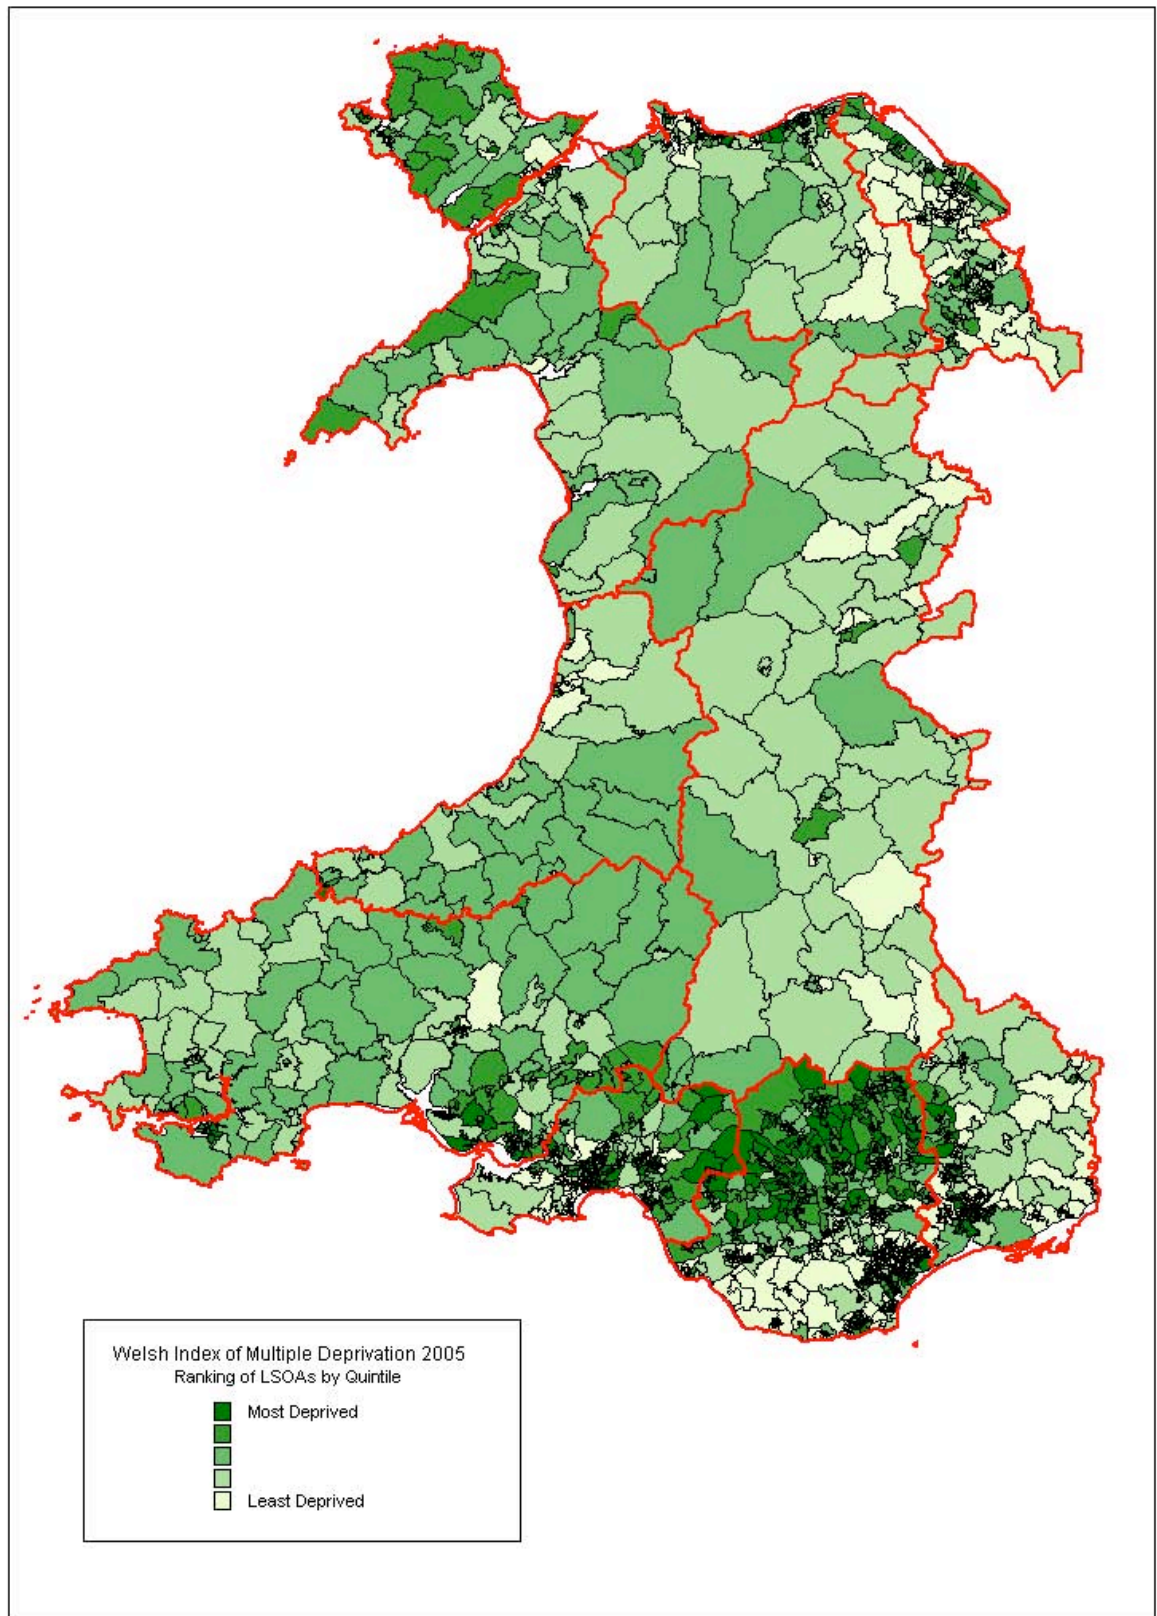 Welsh Index of Multiple Deprivation 2005
Ranking of LSOAs by Quintile
Most Deprived
Least Deprived